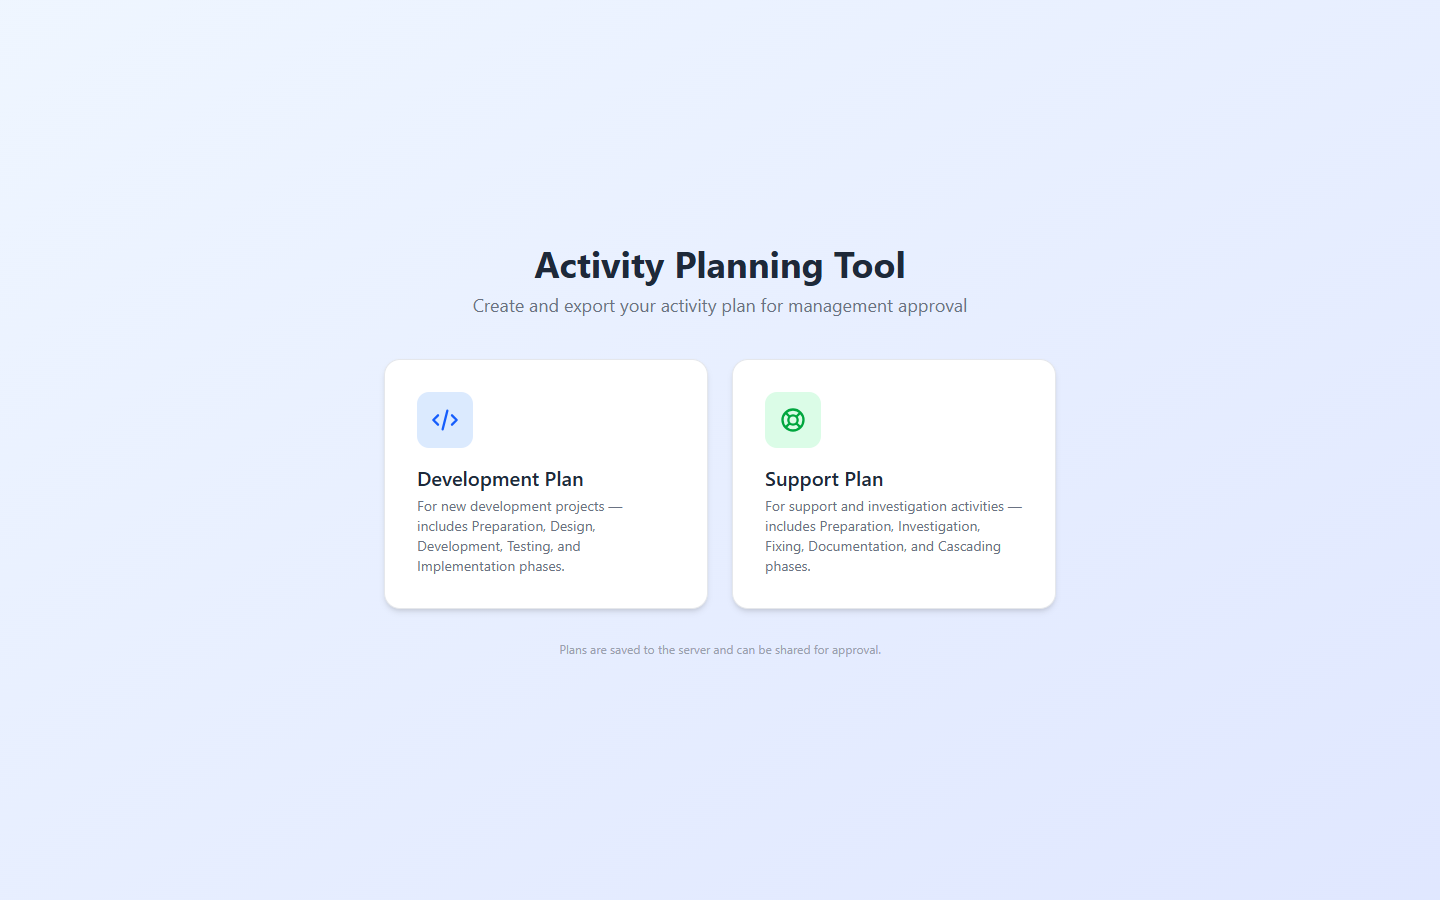 Activity Planning Tool
Create and export your activity plan for management approval
Development Plan
For new development projects —
includes Preparation, Design,
Development, Testing, and
Implementation phases.
Support Plan
For support and investigation activities —
includes Preparation, Investigation,
Fixing, Documentation, and Cascading
phases.
Plans are saved to the server and can be shared for approval.